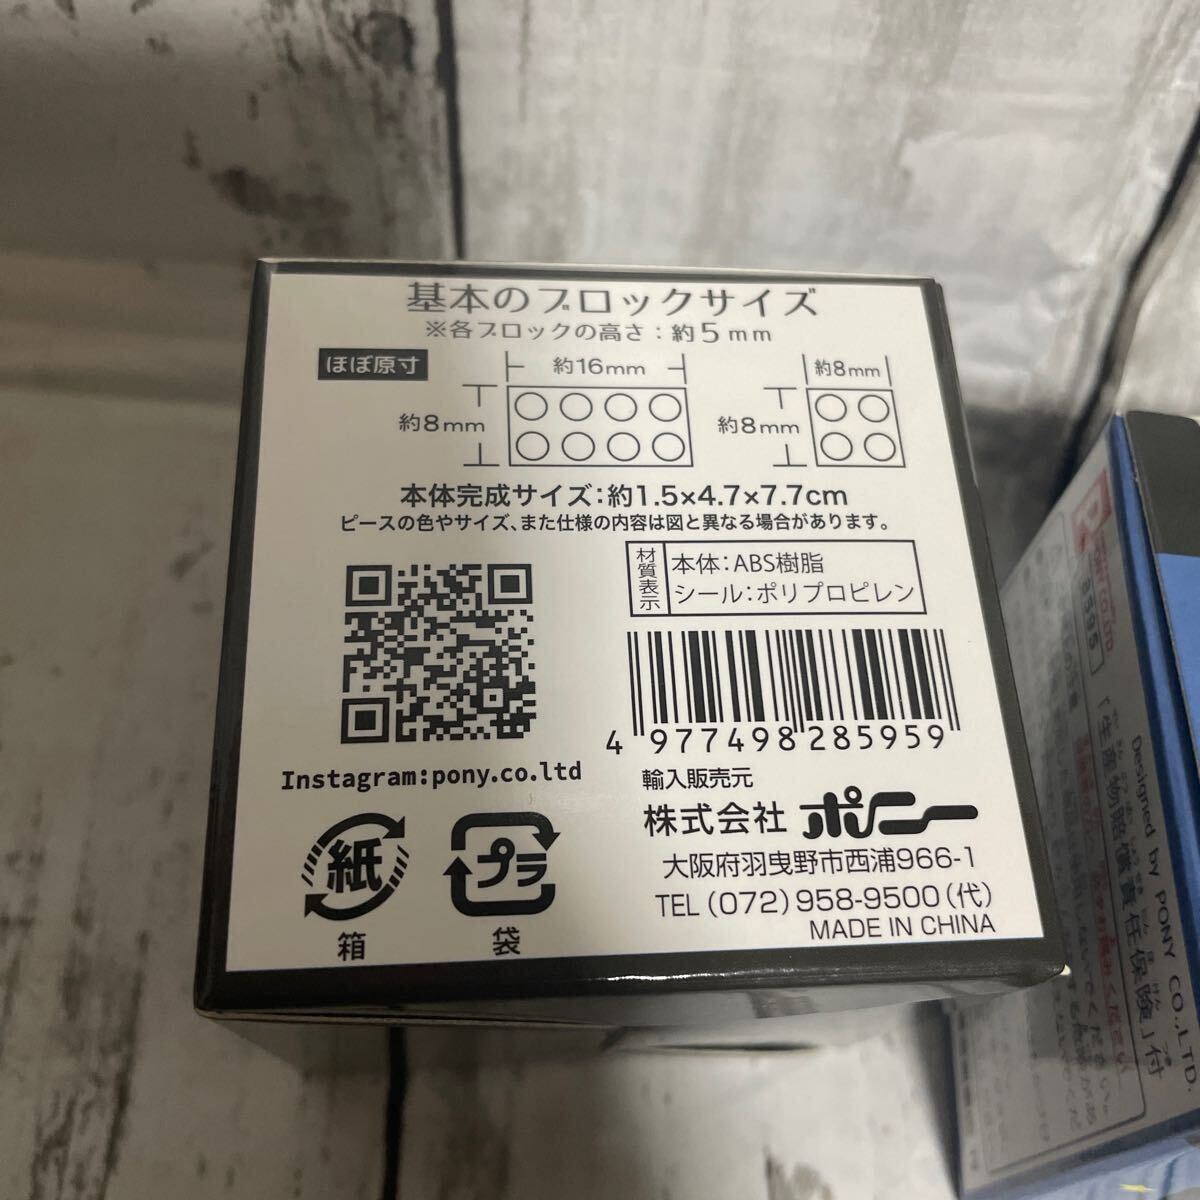 基本のブロックサイズ
※各ブロックの高さ：約5mm
ほぼ原寸
約16mm
約8mm
約8mm
約8mm
本体完成サイズ：約1.5×4.7×7.7cm
ピースの色やサイズ、また仕様の内容は図と異なる場合があります。
材質表示
本体：ABS樹脂
シール：ポリプロピレン
4 977498 285959
Instagram:pony.co.ltd
輸入販売元
株式会社 ポニー
大阪府羽曳野市西浦966-1
TEL（072）958-9500（代）
MADE IN CHINA
紙
箱
プラ
袋
Designed by PONY CO.,LTD.
「生産物賠償責任保険」付